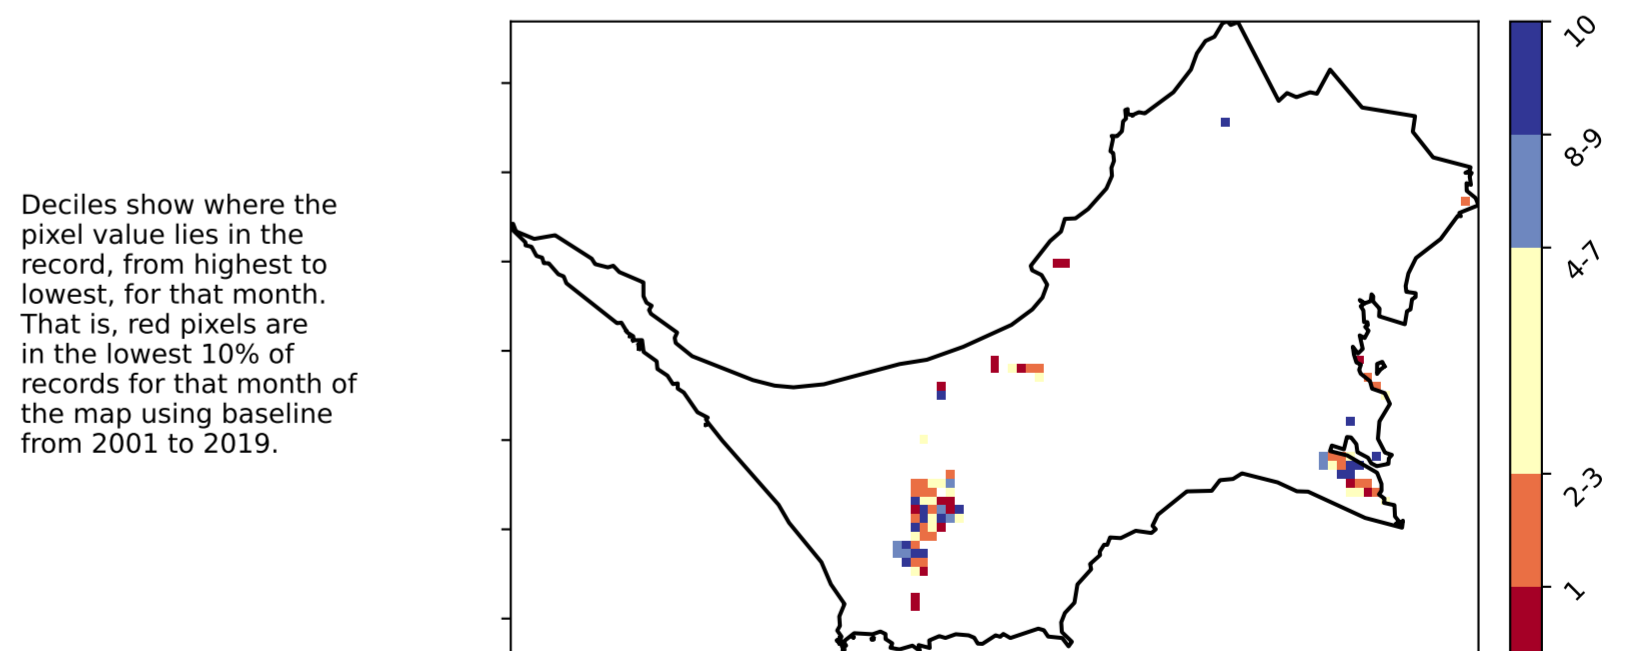 Deciles show where the
pixel value lies in the
record, from highest to
lowest, for that month.
That is, red pixels are
in the lowest 10% of
records for that month of
the map using baseline
from 2001 to 2019.
10
8-9
4-7
2-3
1